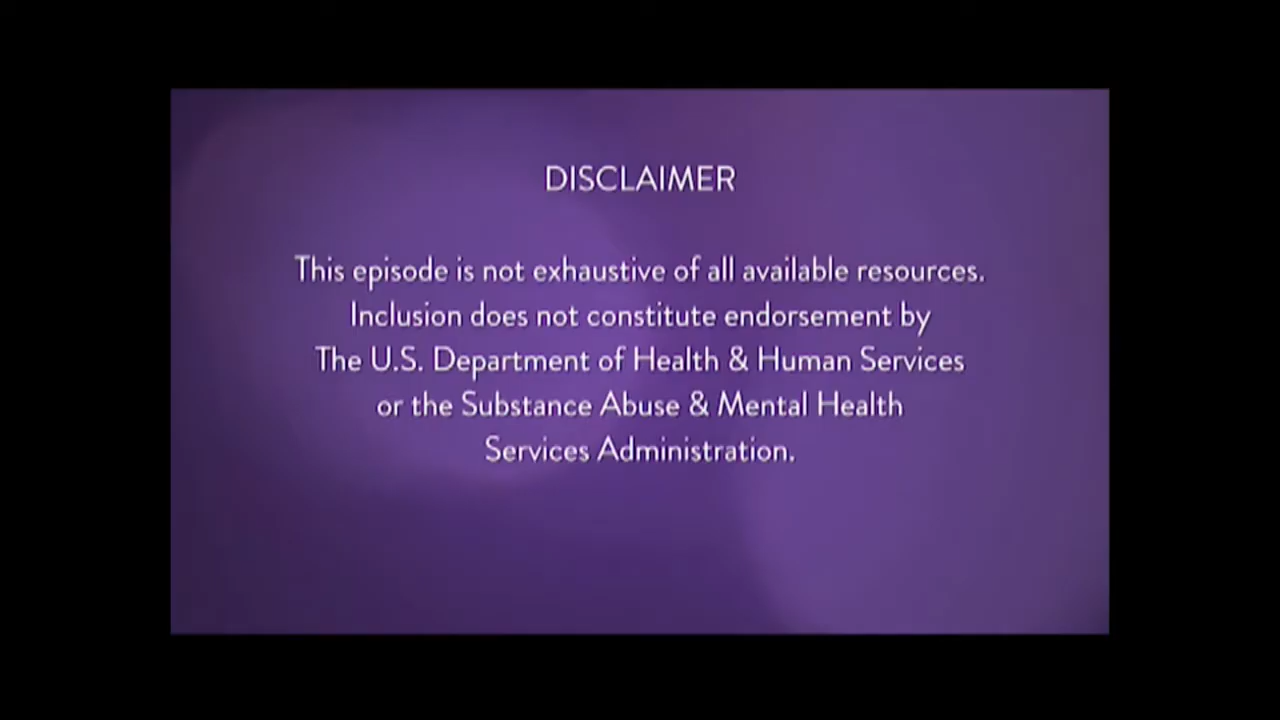 DISCLAIMER
This episode is not exhaustive of all available resources.
Inclusion does not constitute endorsement by
The U.S. Department of Health & Human Services
or the Substance Abuse & Mental Health
Services Administration.